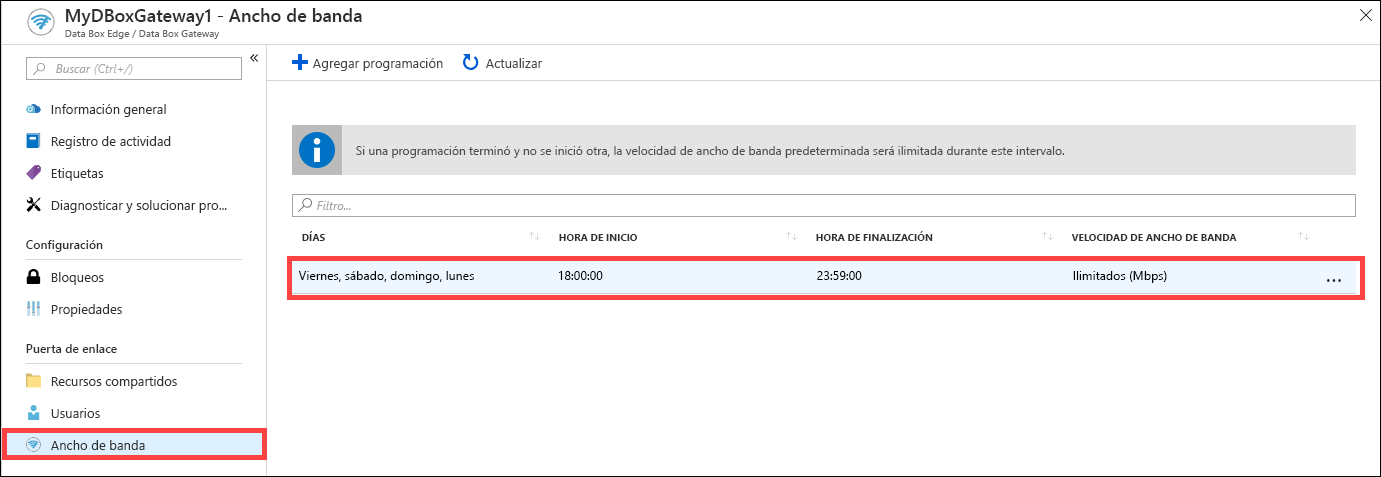 MyDBoxGateway1 - Ancho de banda
Data Box Edge / Data Box Gateway
Buscar (Ctrl+/)
Información general
Registro de actividad
Etiquetas
Diagnosticar y solucionar pro...
Configuración
Bloqueos
Propiedades
Puerta de enlace
Recursos compartidos
Usuarios
Ancho de banda
Agregar programación Actualizar
Si una programación terminó y no se inició otra, la velocidad de ancho de banda predeterminada será ilimitada durante este intervalo.
Filtro...
DÍAS HORA DE INICIO HORA DE FINALIZACIÓN VELOCIDAD DE ANCHO DE BANDA
Viernes, sábado, domingo, lunes 18:00:00 23:59:00 Ilimitados (Mbps) ...